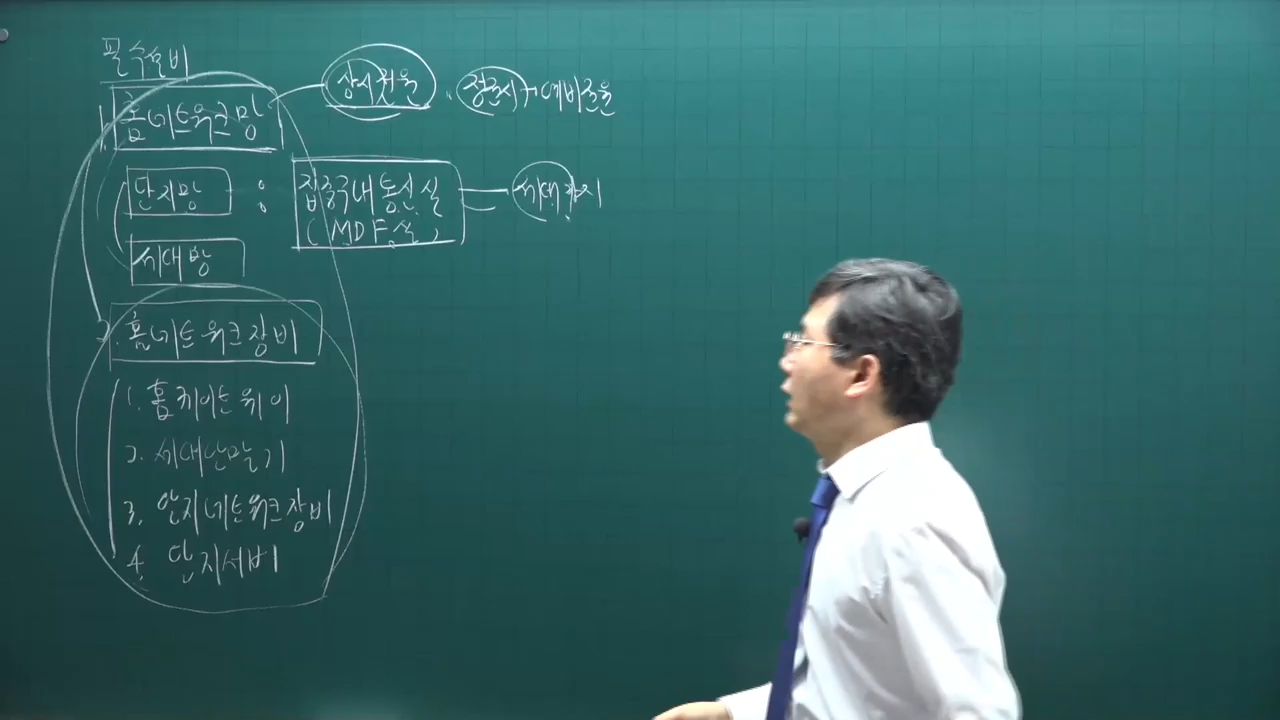 필수설비
1. 홈네트워크망 상시전원 . 정전시 예비전원
단지망 : 집중구내통신실 세대까지
(MDF실)
세대망
2. 홈네트워크장비
1. 홈게이트웨이
2. 세대단말기
3. 단지네트워크장비
4. 단지서버